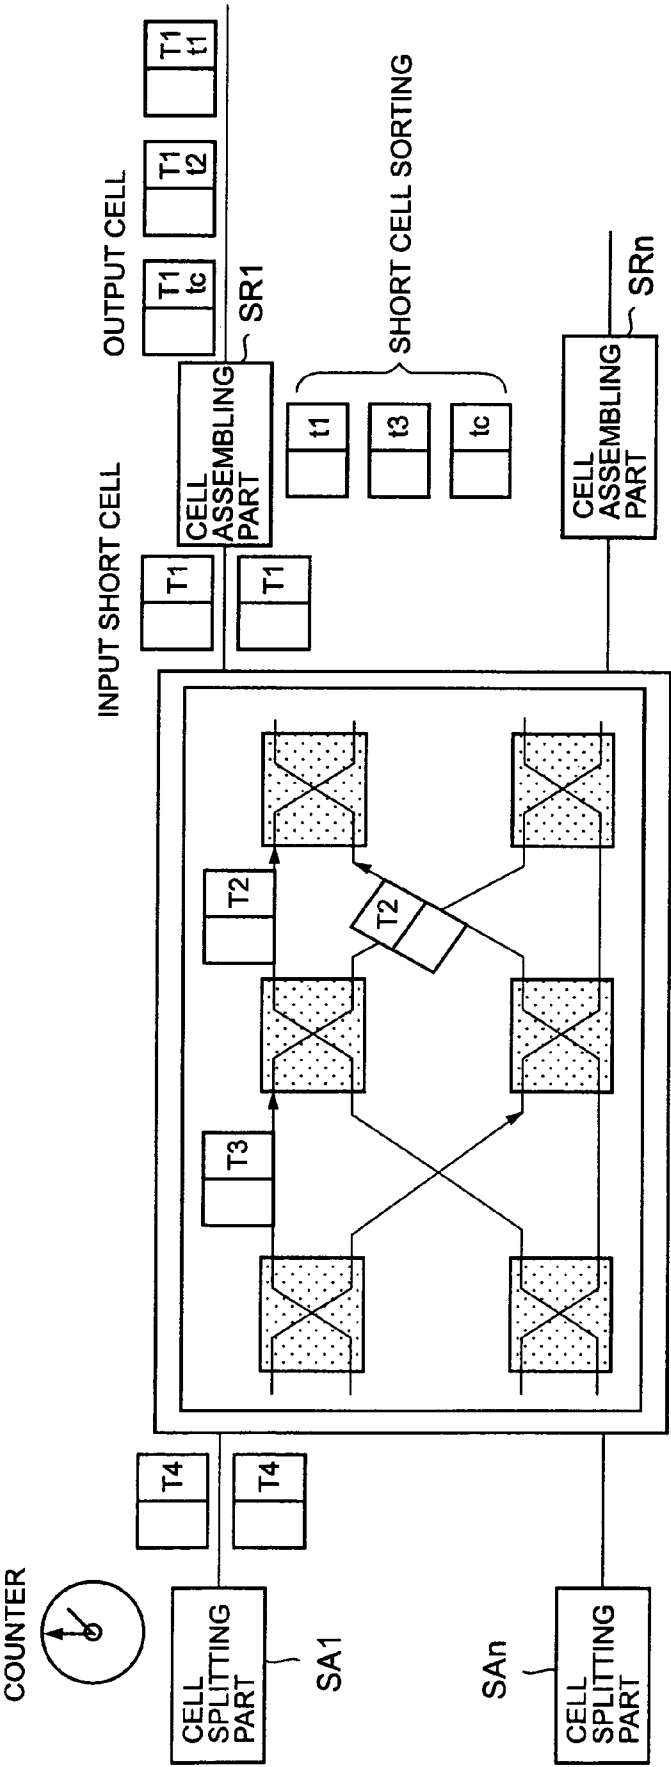 COUNTER
CELL
SPLITTING
PART
SA1
CELL
SPLITTING
PART
SAn
T4
T4
T3
T2
T2
INPUT SHORT CELL
T1
T1
CELL
ASSEMBLING
PART
SR1
OUTPUT CELL
T1
tc
T1
t2
T1
t1
t1
t3
tc
SHORT CELL SORTING
CELL
ASSEMBLING
PART
SRn